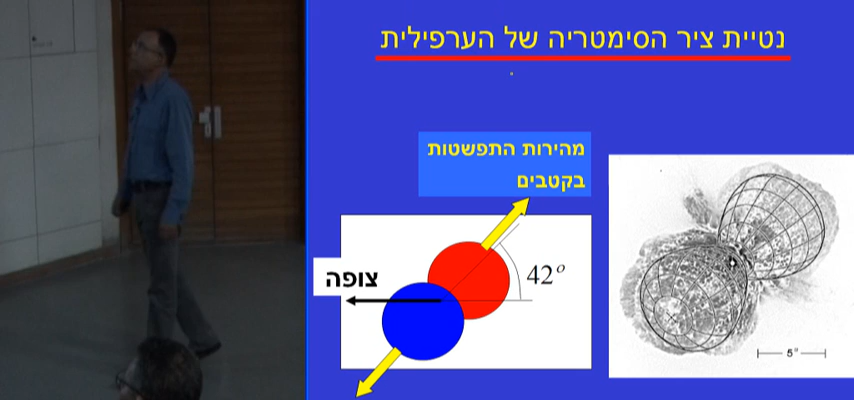 נטיית ציר הסימטריה של הערפילית
מהירות התפשטות
בקטבים
צופה
42°
5"